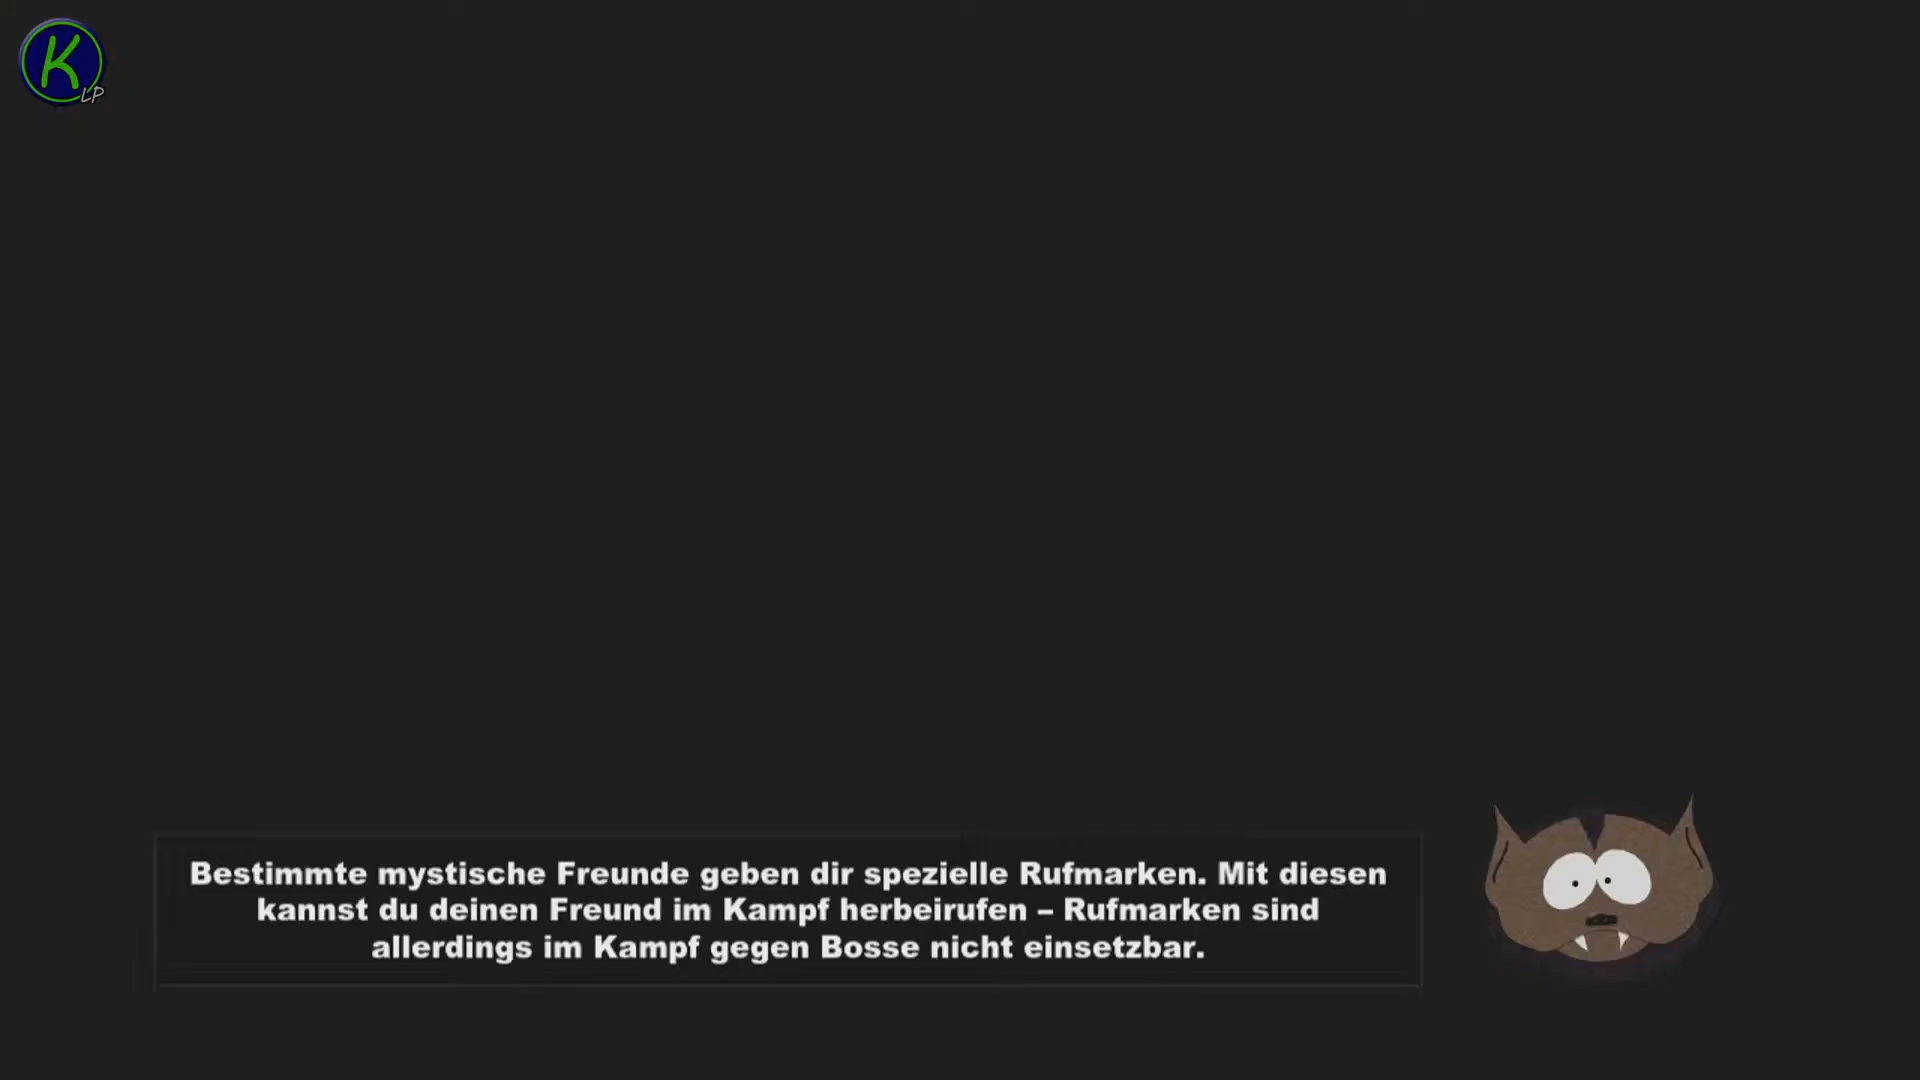 K
LP
Bestimmte mystische Freunde geben dir spezielle Rufmarken. Mit diesen
kannst du deinen Freund im Kampf herbeirufen – Rufmarken sind
allerdings im Kampf gegen Bosse nicht einsetzbar.